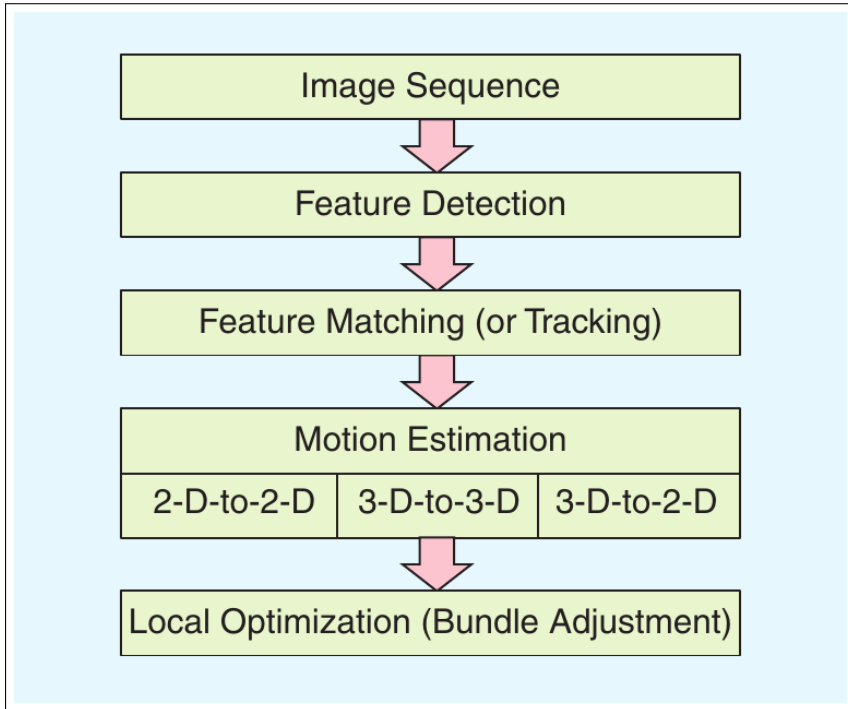 Image Sequence
Feature Detection
Feature Matching (or Tracking)
Motion Estimation
2-D-to-2-D 3-D-to-3-D 3-D-to-2-D
Local Optimization (Bundle Adjustment)